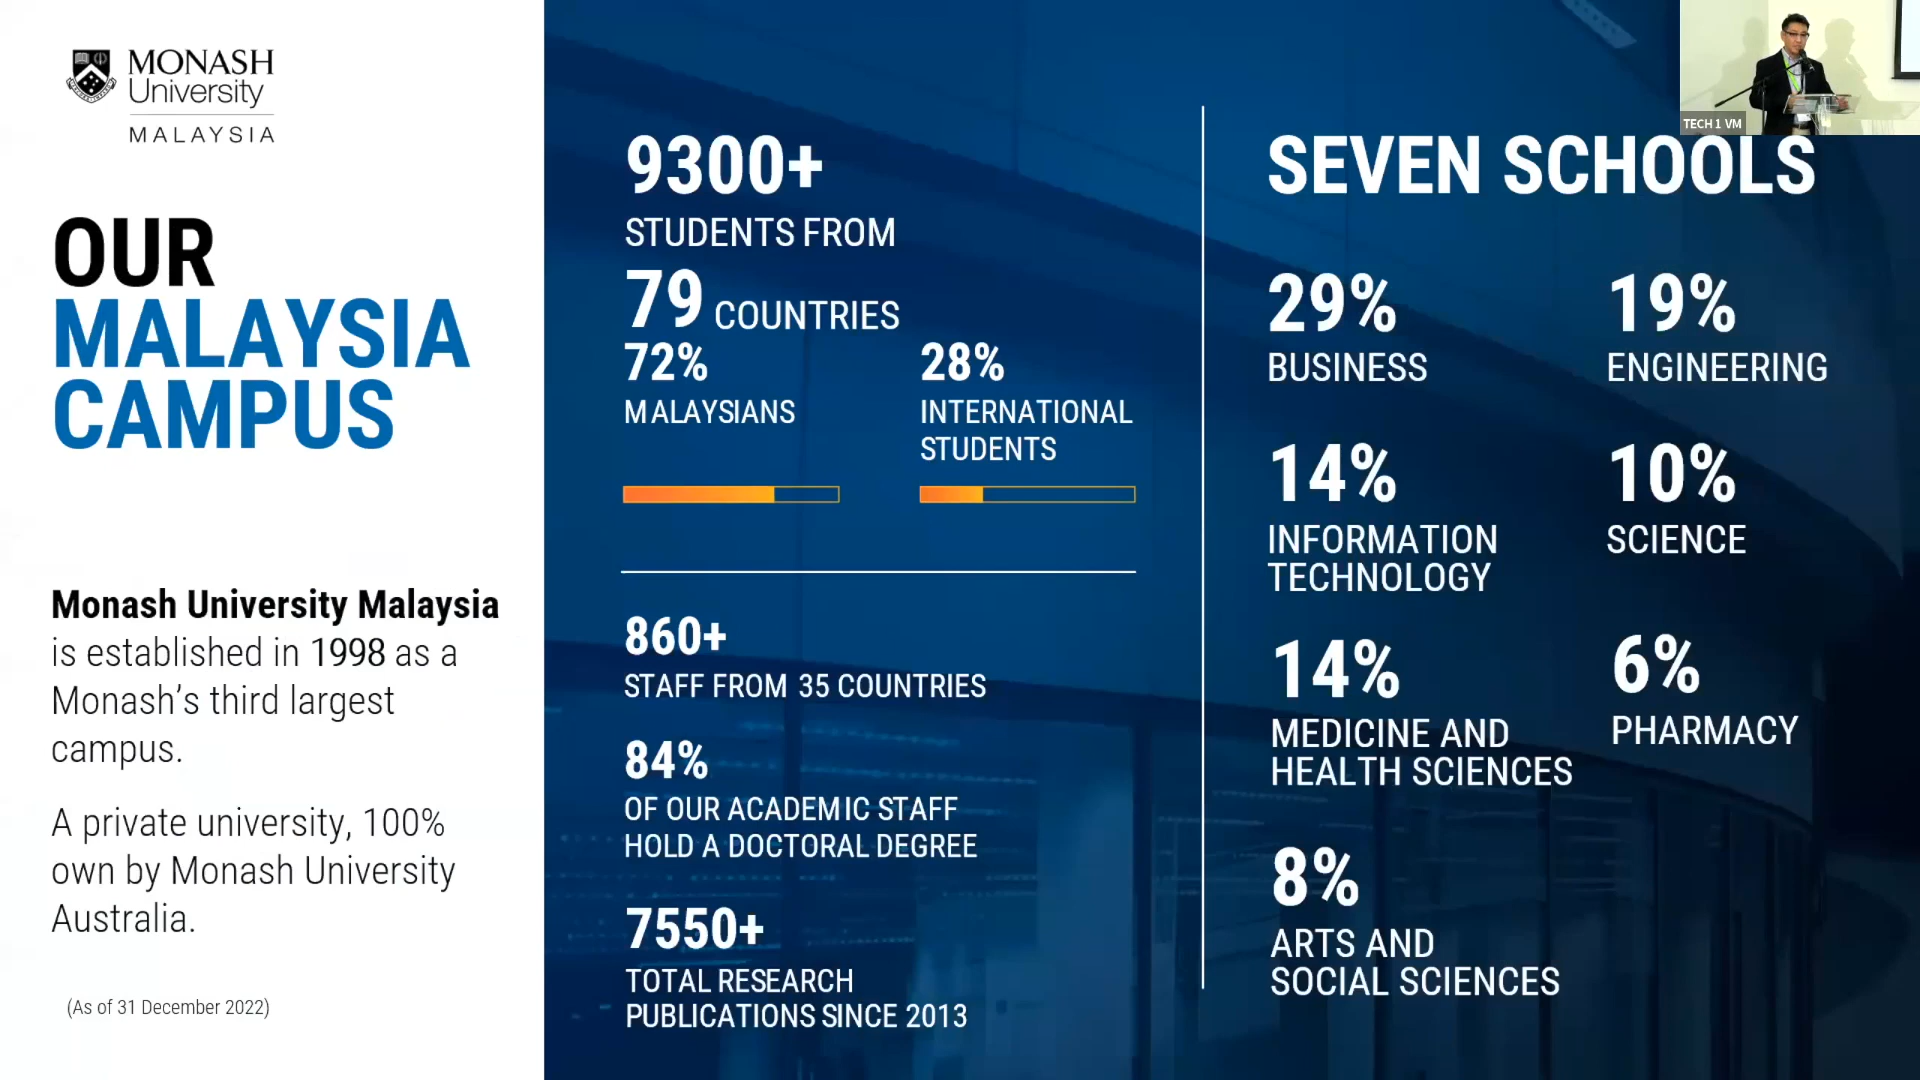 MONASH
University
MALAYSIA
OUR
MALAYSIA
CAMPUS
Monash University Malaysia
is established in 1998 as a
Monash’s third largest
campus.
A private university, 100%
own by Monash University
Australia.
(As of 31 December 2022)
9300+
STUDENTS FROM
79 COUNTRIES
72%
MALAYSIANS
28%
INTERNATIONAL
STUDENTS
860+
STAFF FROM 35 COUNTRIES
84%
OF OUR ACADEMIC STAFF
HOLD A DOCTORAL DEGREE
7550+
TOTAL RESEARCH
PUBLICATIONS SINCE 2013
SEVEN SCHOOLS
29%
BUSINESS
19%
ENGINEERING
14%
INFORMATION
TECHNOLOGY
10%
SCIENCE
14%
MEDICINE AND
HEALTH SCIENCES
6%
PHARMACY
8%
ARTS AND
SOCIAL SCIENCES
TECH 1 VM